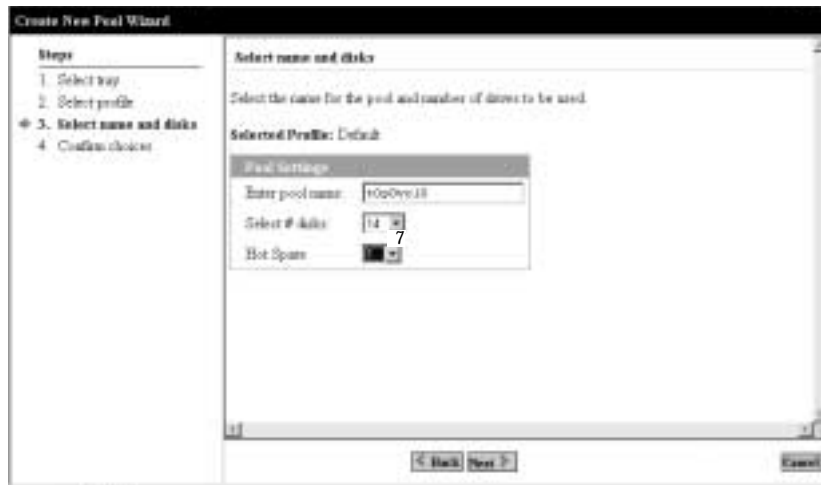 Create New Pool Wizard
Steps
1. Select tray
2. Select profile
3. Select name and disks
4. Confirm choices
Select name and disks
Select the name for the pool and number of drives to be used.
Selected Profile: Default
Pool Settings
Enter pool name:
Select # disks:
14
7
Hot Spare
< Back
Next >
Cancel